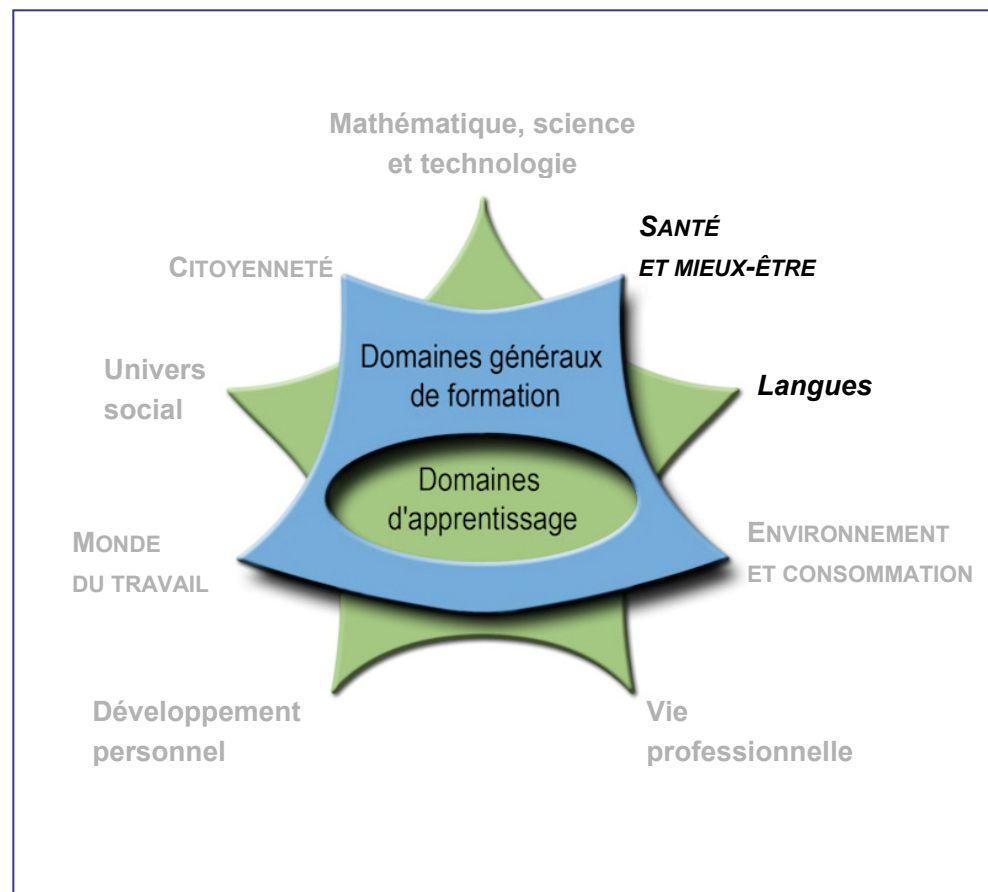 Mathématique, science
et technologie
SANTÉ
ET MIEUX-ÊTRE
CITOYENNETÉ
Domaines généraux
de formation
Univers
social
Langues
Domaines
d'apprentissage
MONDE
DU TRAVAIL
ENVIRONNEMENT
ET CONSOMMATION
Développement
personnel
Vie
professionnelle